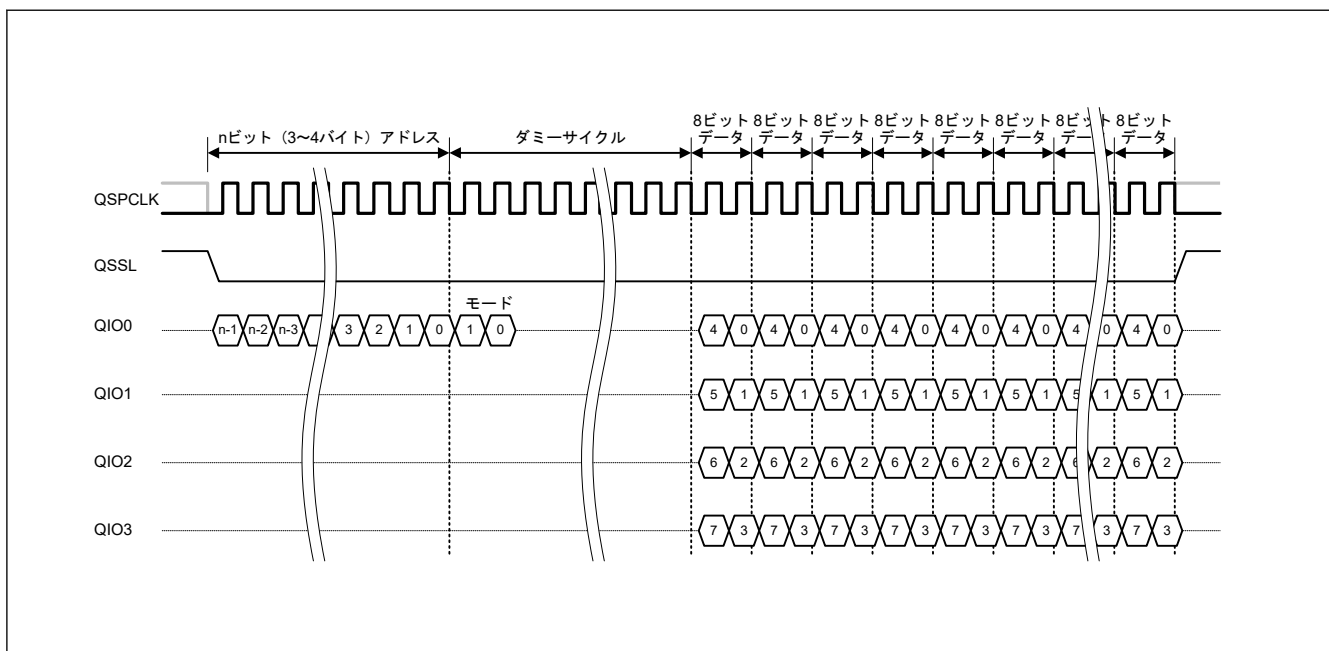 8ビット 8ビット 8ビット 8ビット 8ビット 8ビット 8ビット 8ビット
nビット（3～4バイト）アドレス ダミーサイクル データ データ データ データ データ データ データ データ
QSPCLK
QSSL
モード
QIO0 n-1 n-2 n-3 3 2 1 0 1 0 4 0 4 0 4 0 4 0 4 0 4 0 4 0 4 0
QIO1 5 1 5 1 5 1 5 1 5 1 5 1 5 1 5 1
QIO2 6 2 6 2 6 2 6 2 6 2 6 2 6 2 6 2
QIO3 7 3 7 3 7 3 7 3 7 3 7 3 7 3 7 3